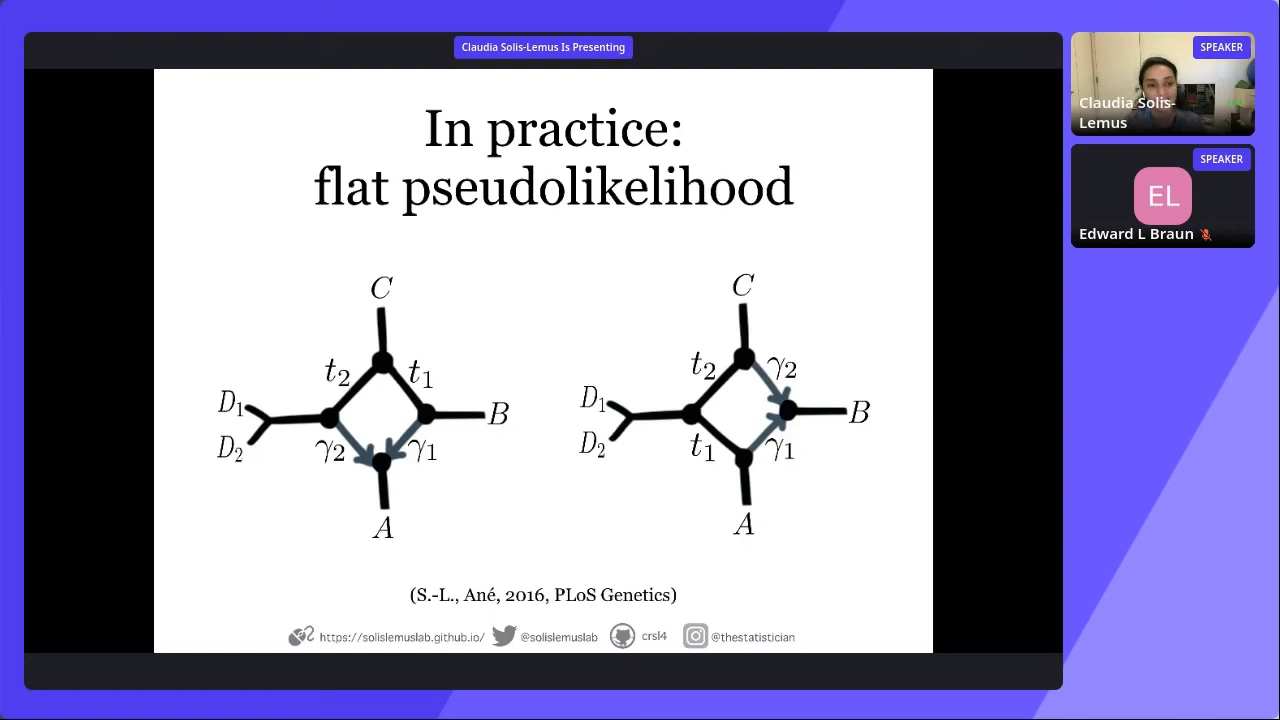 Claudia Solis-Lemus Is Presenting
In practice:
flat pseudolikelihood
C
t₂
t₁
D₁
B
D₂
γ₂
γ₁
A
C
t₂
γ₂
D₁
B
D₂
t₁
γ₁
A
(S.-L., Ané, 2016, PLoS Genetics)
https://solislemuslab.github.io/ @solislemuslab crsl4 @thestatistician
SPEAKER
Claudia Solis-
Lemus
SPEAKER
EL
Edward L Braun